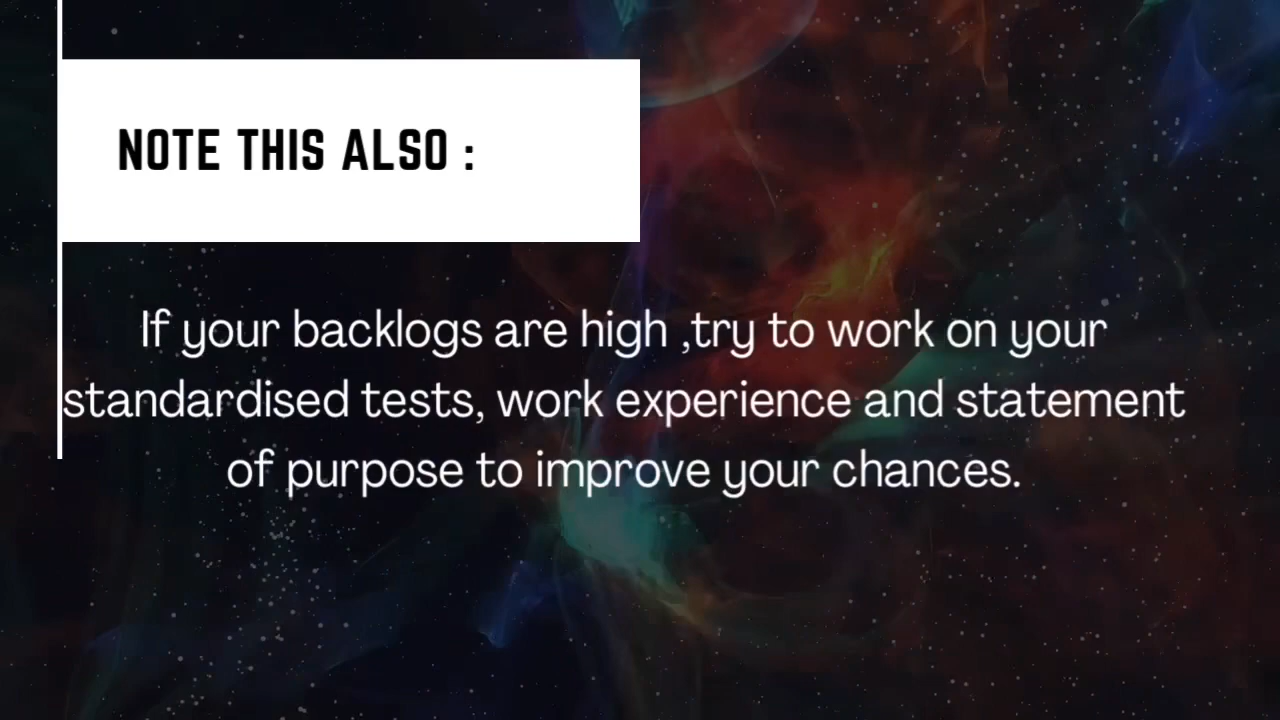 NOTE THIS ALSO :
If your backlogs are high ,try to work on your
standardised tests, work experience and statement
of purpose to improve your chances.